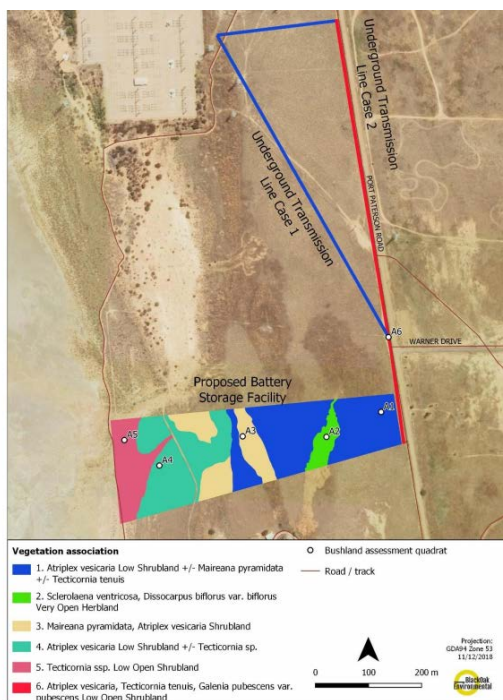 Underground Transmission
Line Case 2
Underground Transmission
Line Case 1
PORT PATERSON ROAD
A6
WARNER DRIVE
Proposed Battery
Storage Facility
A1
A5
A3
A2
A4
Vegetation association
1. Atriplex vesicaria Low Shrubland +/- Maireana pyramidata
+/- Tecticornia tenuis
2. Sclerolaena ventricosa, Dissocarpus biflorus var. biflorus
Very Open Herbland
3. Maireana pyramidata, Atriplex vesicaria Shrubland
4. Atriplex vesicaria Low Shrubland +/- Tecticornia sp.
5. Tecticornia ssp. Low Open Shrubland
6. Atriplex vesicaria, Tecticornia tenuis, Galenia pubescens var.
pubescens Low Open Shrubland
Bushland assessment quadrat
Road / track
Projection:
GDA94 Zone 53
11/12/2018
0 100 200 m
BlackOak
Environmental